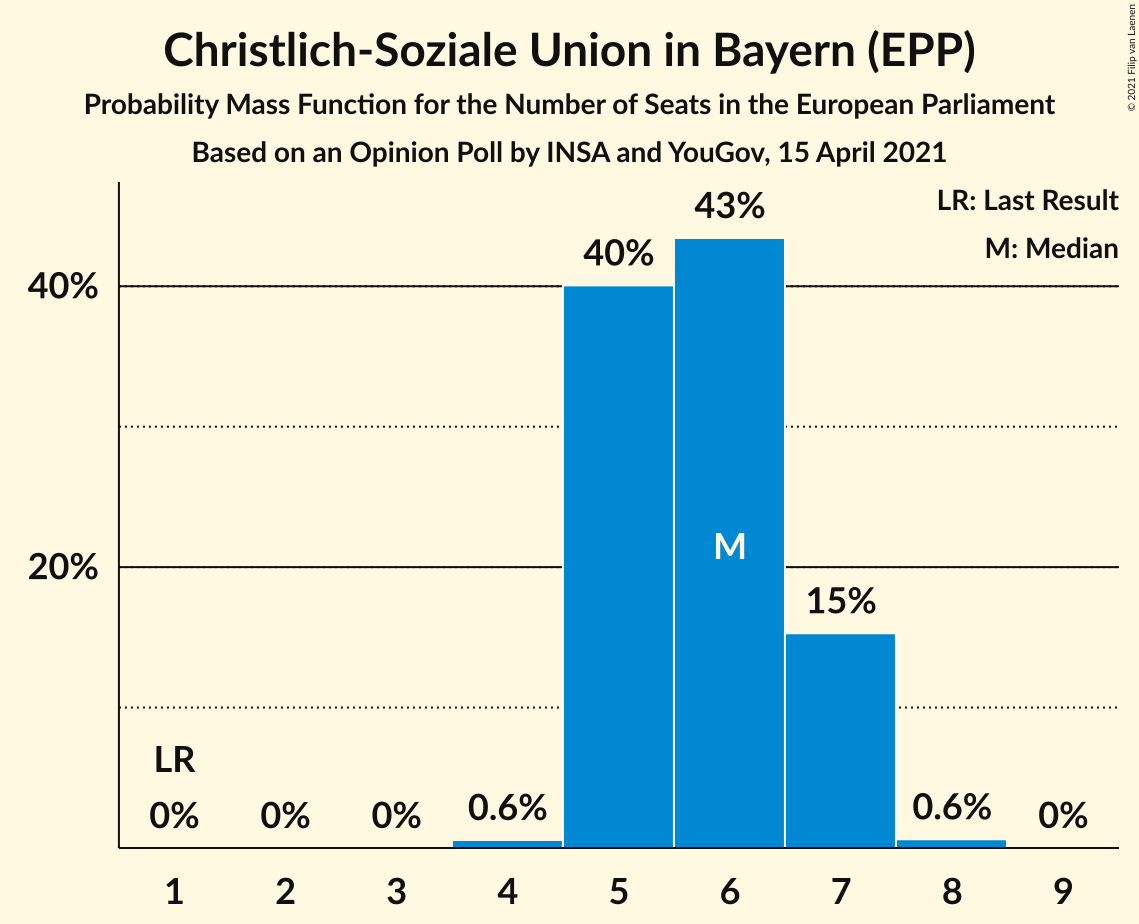 Christlich-Soziale Union in Bayern (EPP)
Probability Mass Function for the Number of Seats in the European Parliament
Based on an Opinion Poll by INSA and YouGov, 15 April 2021
© 2021 Filip van Laenen
LR: Last Result
M: Median
43%
40%
40%
M
20%
15%
LR
0% 0% 0% 0.6% 0.6% 0%
1 2 3 4 5 6 7 8 9